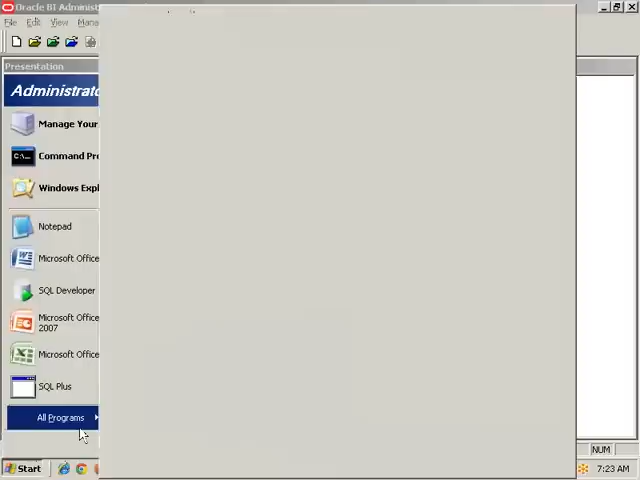 Oracle BI Administ
File Edit View Mana
Presentation
Administrato
Manage Your
Command Pro
Windows Expl
Notepad
Microsoft Office
SQL Developer
Microsoft Office
2007
Microsoft Office
SQL Plus
All Programs
NUM
Start
7:23 AM